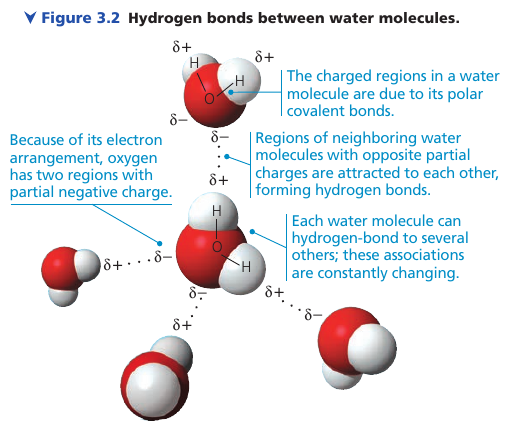 ▼ Figure 3.2 Hydrogen bonds between water molecules.
δ+
δ+
H
H
O
The charged regions in a water
molecule are due to its polar
covalent bonds.
δ–
δ–
Because of its electron
arrangement, oxygen
has two regions with
partial negative charge.
Regions of neighboring water
molecules with opposite partial
charges are attracted to each other,
forming hydrogen bonds.
δ+
H
O
H
Each water molecule can
hydrogen-bond to several
others; these associations
are constantly changing.
δ+
δ–
δ–
δ+
δ–
δ+